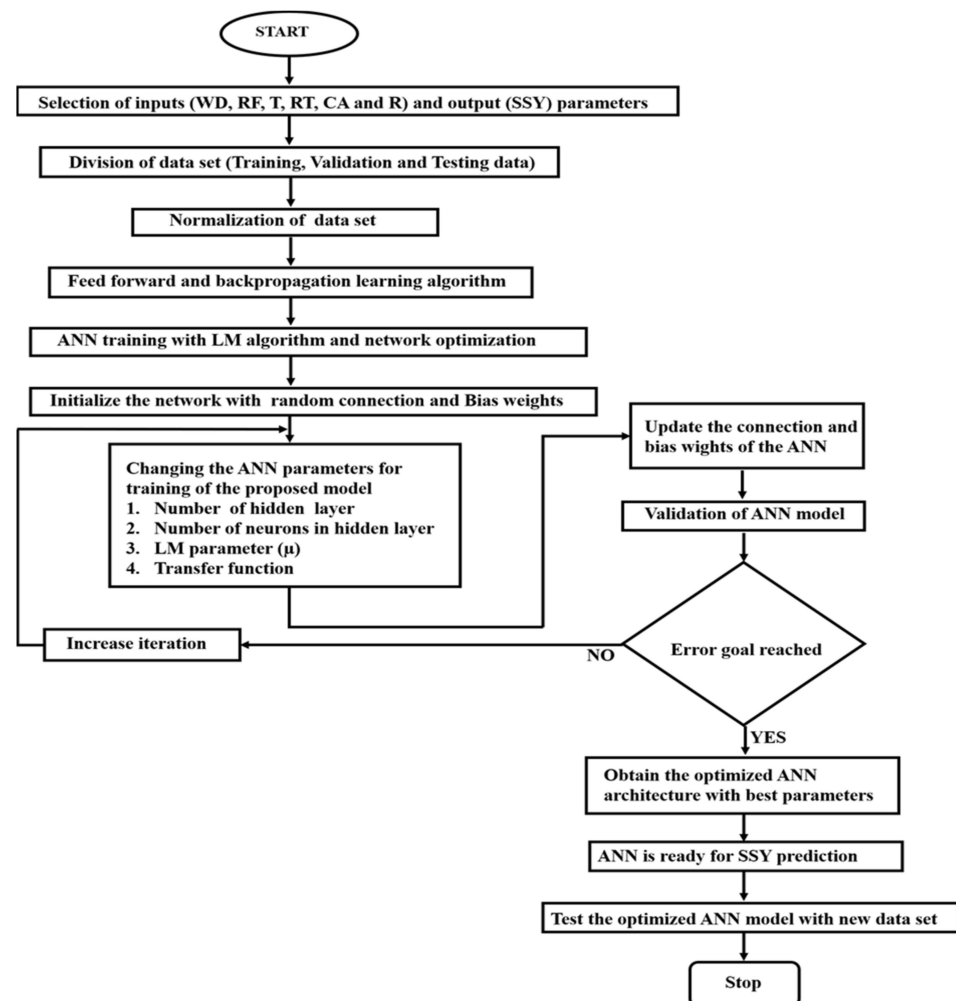 START
Selection of inputs (WD, RF, T, RT, CA and R) and output (SSY) parameters
Division of data set (Training, Validation and Testing data)
Normalization of data set
Feed forward and backpropagation learning algorithm
ANN training with LM algorithm and network optimization
Initialize the network with random connection and Bias weights
Changing the ANN parameters for
training of the proposed model
1. Number of hidden layer
2. Number of neurons in hidden layer
3. LM parameter (μ)
4. Transfer function
Update the connection and
bias wights of the ANN
Validation of ANN model
Error goal reached
NO
Increase iteration
YES
Obtain the optimized ANN
architecture with best parameters
ANN is ready for SSY prediction
Test the optimized ANN model with new data set
Stop